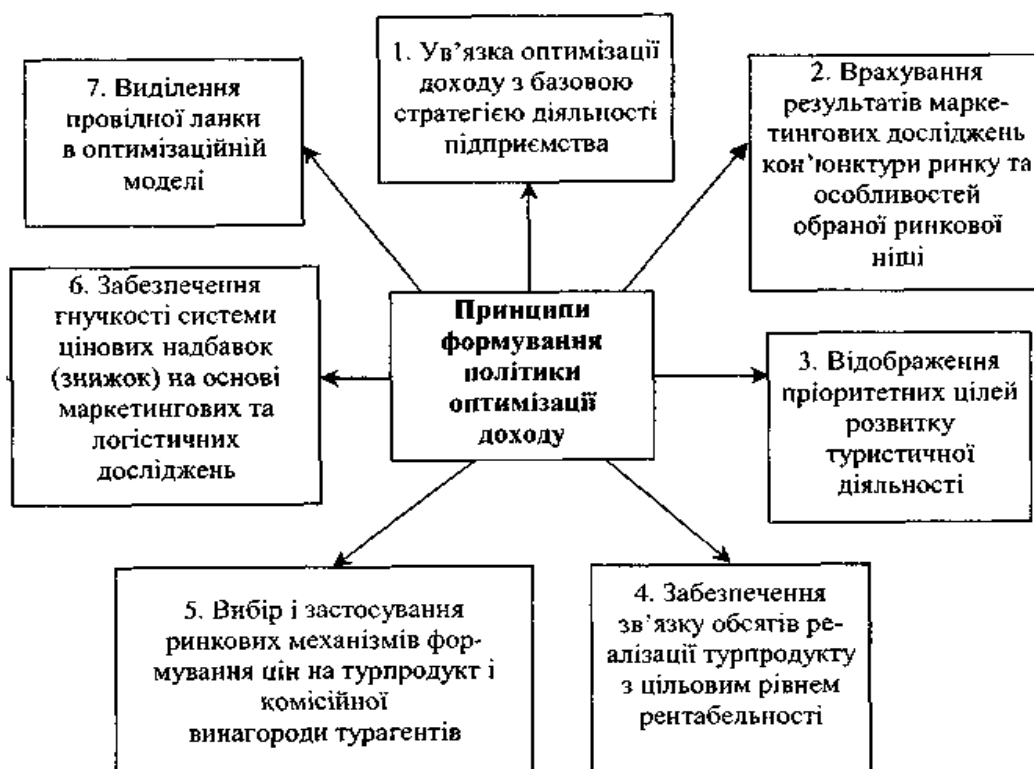 1. Ув’язка оптимізації
доходу з базовою
стратегією діяльності
підприємства
2. Врахування
результатів марке-
тингових досліджень
кон’юнктури ринку та
особливостей
обраної ринкової
ніші
3. Відображення
пріоритетних цілей
розвитку
туристичної
діяльності
4. Забезпечення
зв’язку обсягів ре-
алізації турпродукту
з цільовим рівнем
рентабельності
5. Вибір і застосування
ринкових механізмів фор-
мування цін на турпродукт і
комісійної
винагороди турагентів
6. Забезпечення
гнучкості системи
цінових надбавок
(знижок) на основі
маркетингових та
логістичних
досліджень
7. Виділення
провідної ланки
в оптимізаційній
моделі
Принципи
формування
політики
оптимізації
доходу